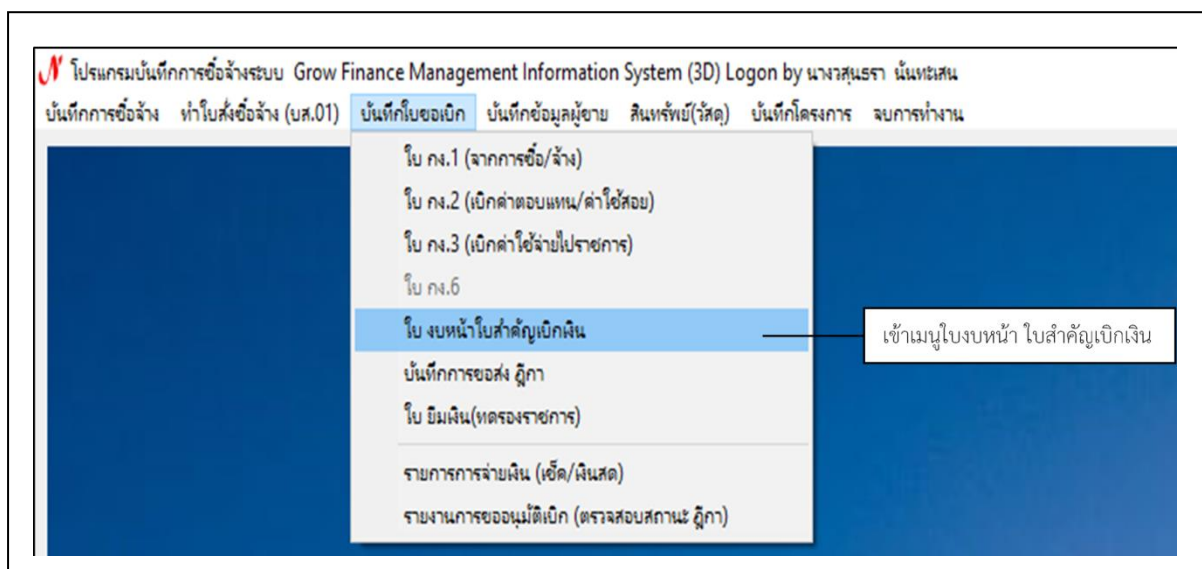 โปรแกรมบันทึกการซื้อจ้างระบบ Grow Finance Management Information System (3D) Logon by นางวสุนธรา นันทะเสน
บันทึกการซื้อจ้าง ทำใบสั่งซื้อจ้าง (บส.01) บันทึกใบขอเบิก บันทึกข้อมูลผู้ขาย สินทรัพย์(วัสดุ) บันทึกโครงการ จบการทำงาน
ใบ กง.1 (จากการซื้อ/จ้าง)
ใบ กง.2 (เบิกค่าตอบแทน/ค่าใช้สอย)
ใบ กง.3 (เบิกค่าใช้จ่ายไปราชการ)
ใบ กง.6
ใบ งบหน้าใบสำคัญเบิกเงิน
เข้าเมนูใบงบหน้า ใบสำคัญเบิกเงิน
บันทึกการขอส่ง ฎีกา
ใบ ยืมเงิน(ทดรองราชการ)
รายการการจ่ายเงิน (เช็ค/เงินสด)
รายงานการขออนุมัติเบิก (ตรวจสอบสถานะ ฎีกา)